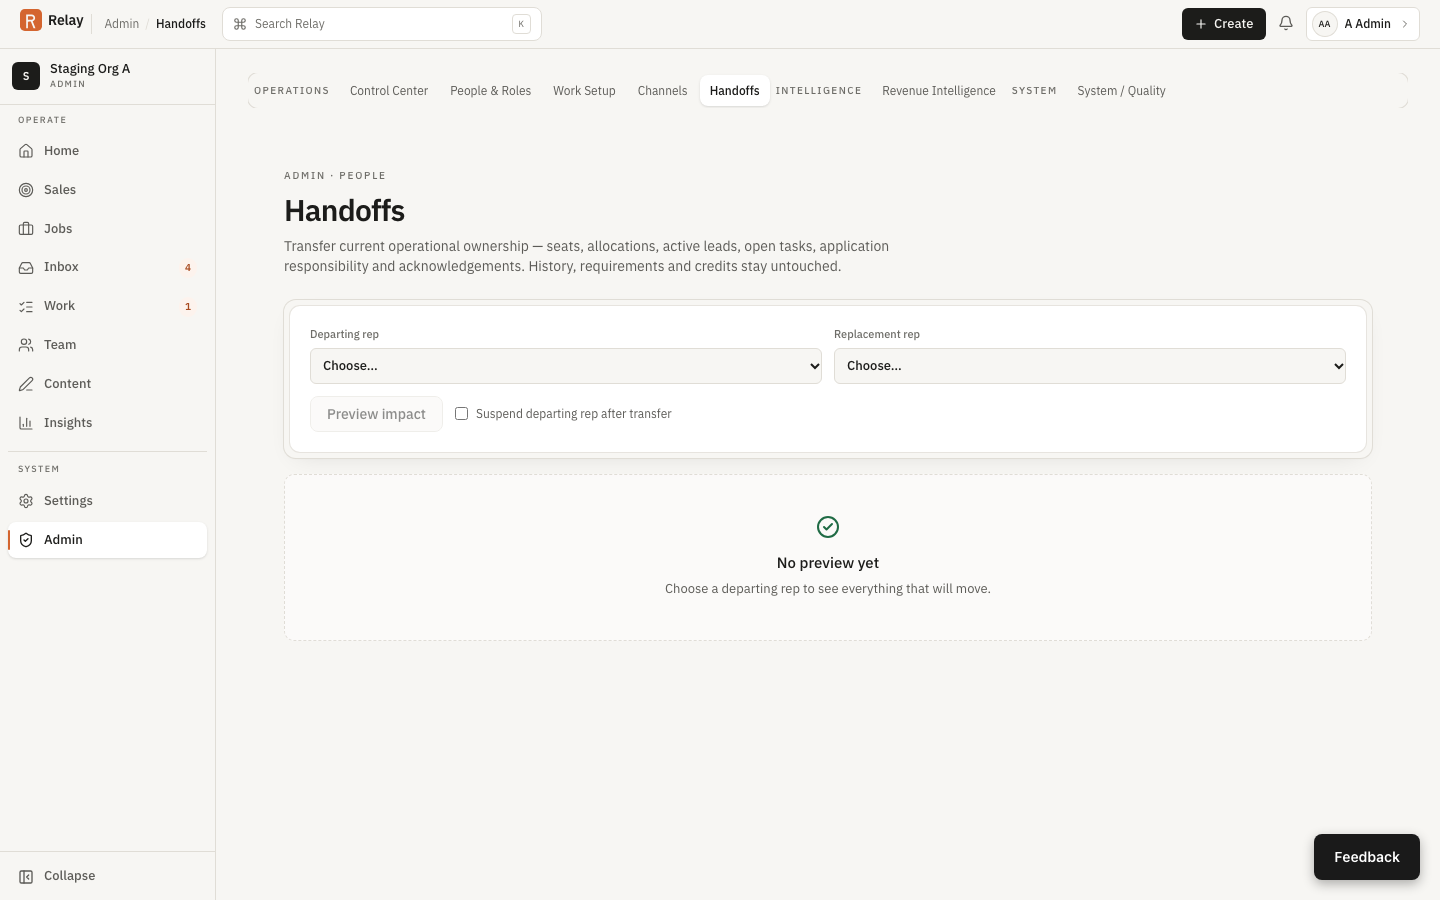 Relay
Admin / Handoffs
Search Relay
K
Create
AA
A Admin
S
Staging Org A
ADMIN
OPERATE
Home
Sales
Jobs
Inbox 4
Work 1
Team
Content
Insights
SYSTEM
Settings
Admin
Collapse
OPERATIONS Control Center People & Roles Work Setup Channels Handoffs INTELLIGENCE Revenue Intelligence SYSTEM System / Quality
ADMIN · PEOPLE
Handoffs
Transfer current operational ownership — seats, allocations, active leads, open tasks, application
responsibility and acknowledgements. History, requirements and credits stay untouched.
Departing rep
Choose...
Replacement rep
Choose...
Preview impact
Suspend departing rep after transfer
No preview yet
Choose a departing rep to see everything that will move.
Feedback